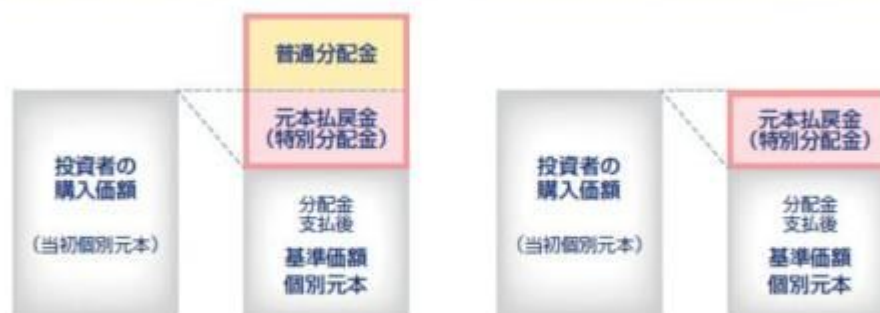 普通分配金
元本払戻金
(特別分配金)
投資者の
購入価額
(当初個別元本)
分配金
支払後
基準価額
個別元本
元本払戻金
(特別分配金)
投資者の
購入価額
(当初個別元本)
分配金
支払後
基準価額
個別元本